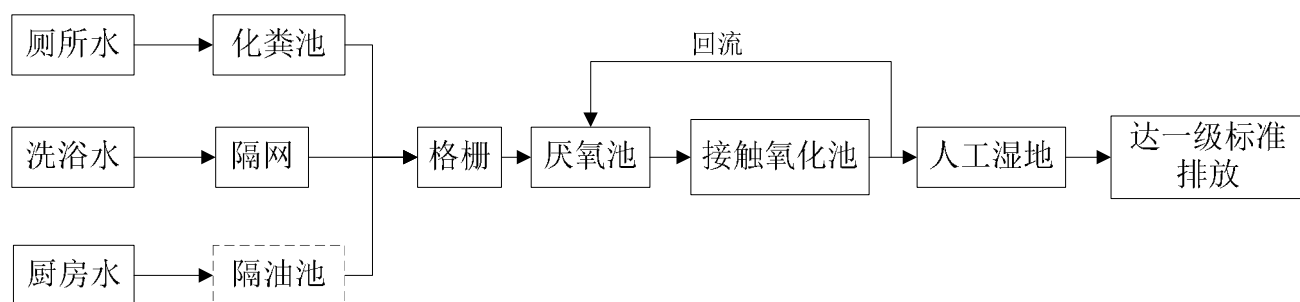 厕所水
化粪池
回流
洗浴水
隔网
格栅
厌氧池
接触氧化池
人工湿地
达一级标准
排放
厨房水
隔油池